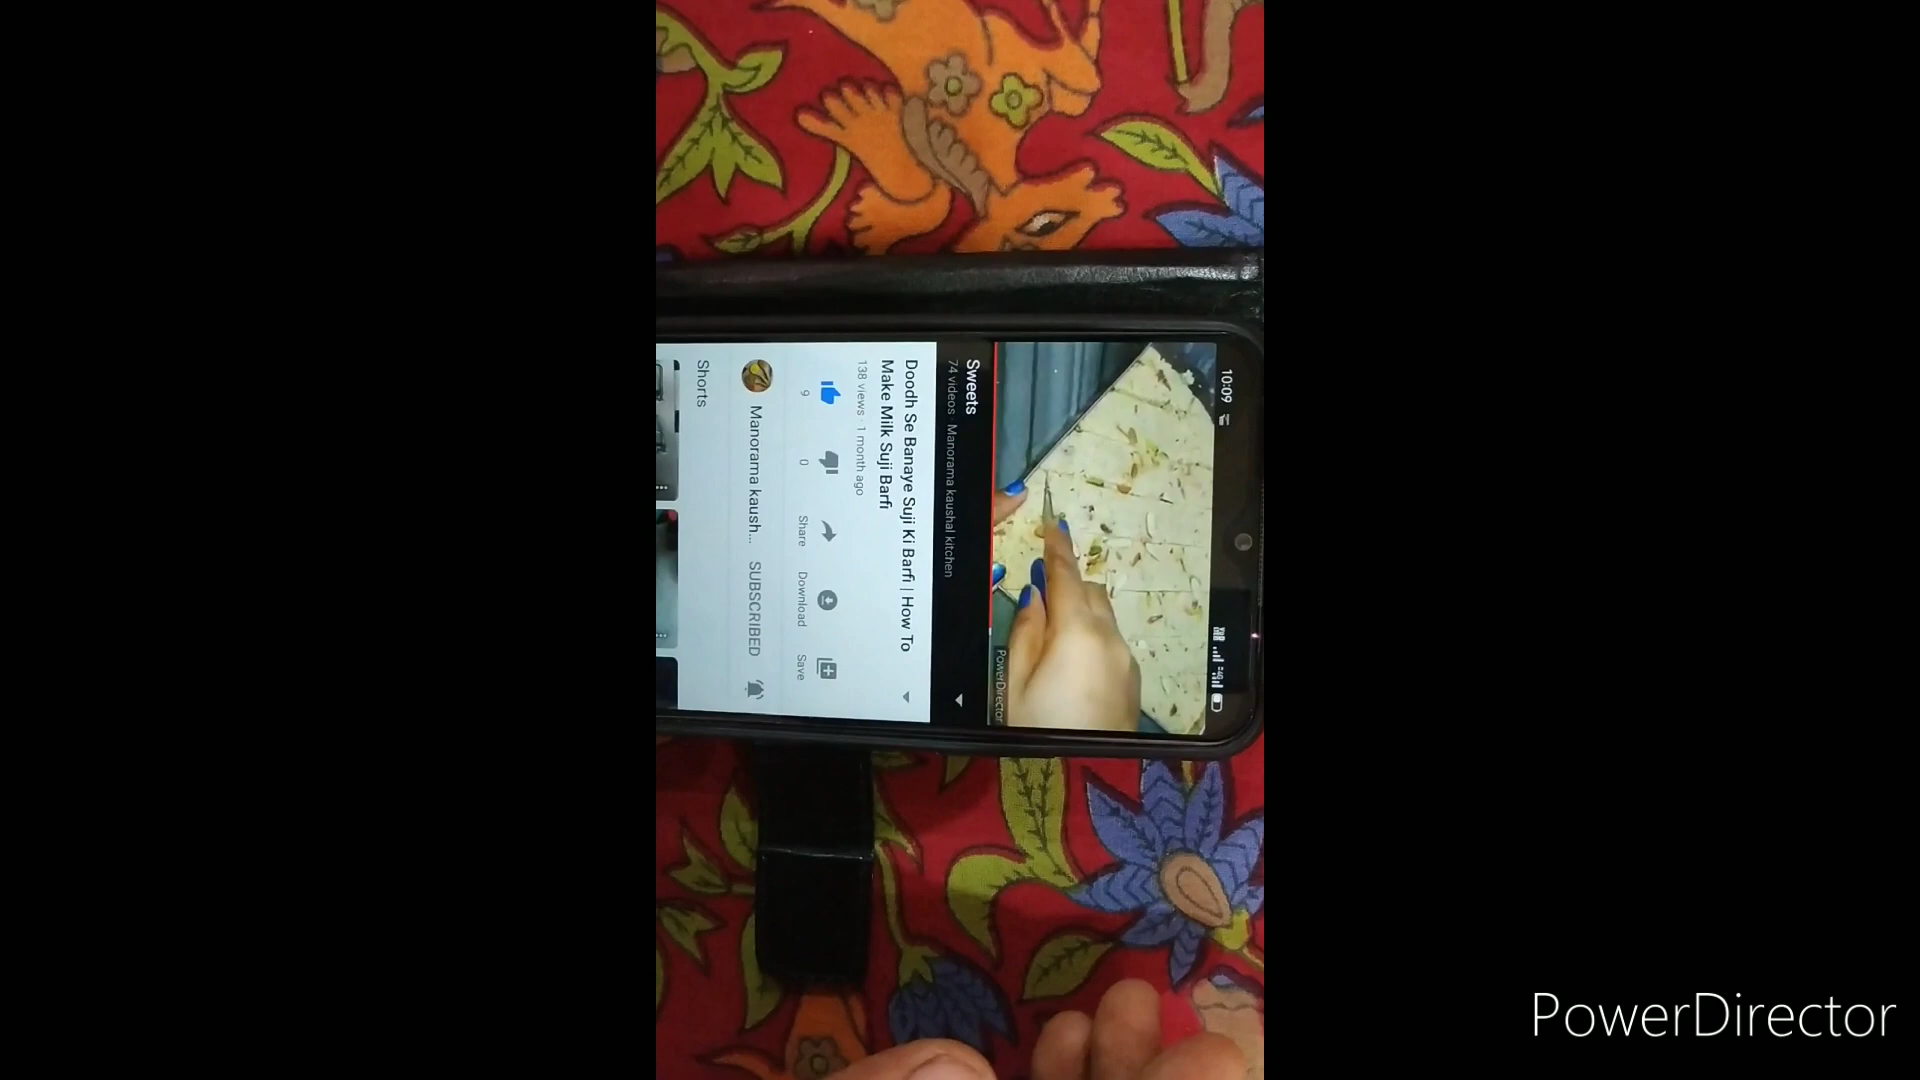 10:09
PowerDirector
Sweets
74 videos · Manorama kaushal kitchen
Doodh Se Banaye Suji Ki Barfi | How To
Make Milk Suji Barfi
138 views · 1 month ago
9
0
Share
Download
Save
Manorama kaush...
SUBSCRIBED
Shorts
PowerDirector